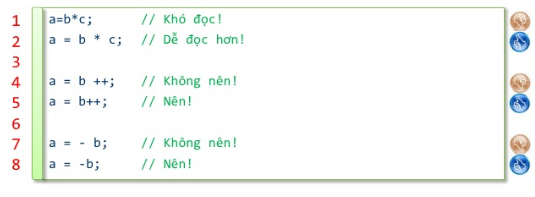 1 a=b*c; // Khó đọc!
2 a = b * c; // Dễ đọc hơn!
3
4 a = b ++; // Không nên!
5 a = b++; // Nên!
6
7 a = - b; // Không nên!
8 a = -b; // Nên!